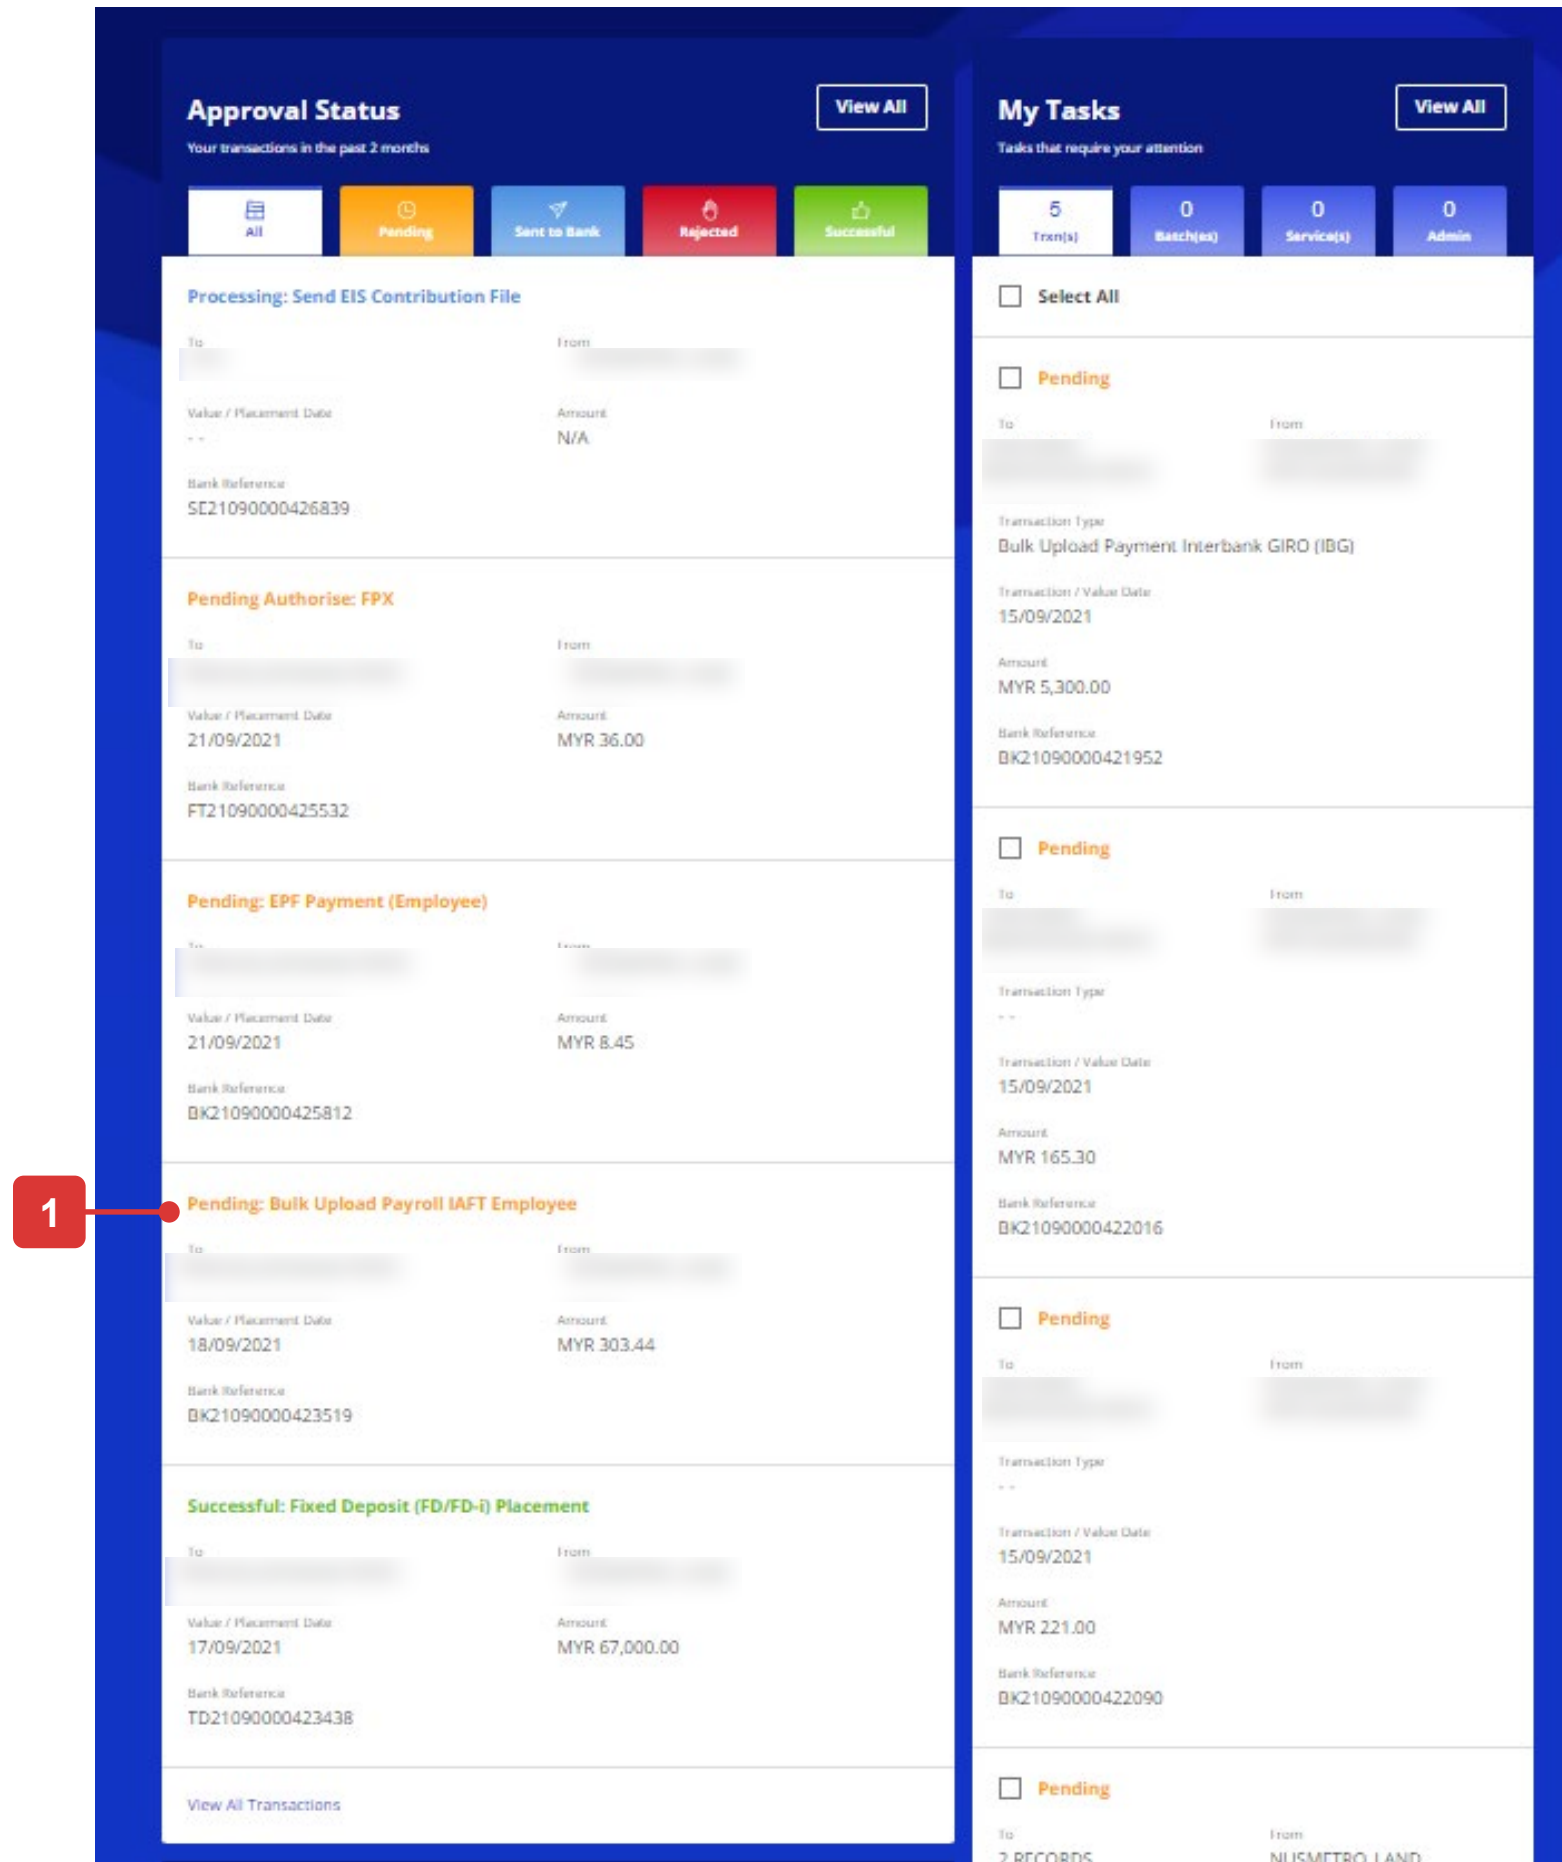 Approval Status
View All
Your transactions in the past 2 months
All
Pending
Sent to Bank
Rejected
Successful
Processing: Send EIS Contribution File
To From
Value / Placement Date Amount
- - N/A
Bank Reference
SE21090000426839
Pending Authorise: FPX
To From
Value / Placement Date Amount
21/09/2021 MYR 36.00
Bank Reference
FT21090000425532
Pending: EPF Payment (Employee)
To From
Value / Placement Date Amount
21/09/2021 MYR 8.45
Bank Reference
BK21090000425812
1
Pending: Bulk Upload Payroll IAFT Employee
To From
Value / Placement Date Amount
18/09/2021 MYR 303.44
Bank Reference
BK21090000423519
Successful: Fixed Deposit (FD/FD-i) Placement
To From
Value / Placement Date Amount
17/09/2021 MYR 67,000.00
Bank Reference
TD21090000423438
View All Transactions
My Tasks
View All
Tasks that require your attention
5 0 0 0
Trxn(s) Batch(es) Service(s) Admin
Select All
Pending
To From
Transaction Type
Bulk Upload Payment Interbank GIRO (IBG)
Transaction / Value Date
15/09/2021
Amount
MYR 5,300.00
Bank Reference
BK21090000421952
Pending
To From
Transaction Type
- -
Transaction / Value Date
15/09/2021
Amount
MYR 165.30
Bank Reference
BK21090000422016
Pending
To From
Transaction Type
- -
Transaction / Value Date
15/09/2021
Amount
MYR 221.00
Bank Reference
BK21090000422090
Pending
To From
2 RECORDS